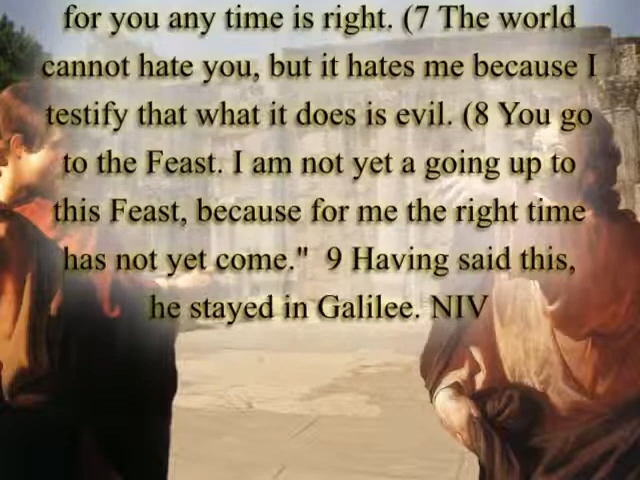 for you any time is right. (7 The world
cannot hate you, but it hates me because I
testify that what it does is evil. (8 You go
to the Feast. I am not yet a going up to
this Feast, because for me the right time
has not yet come."  9 Having said this,
he stayed in Galilee. NIV